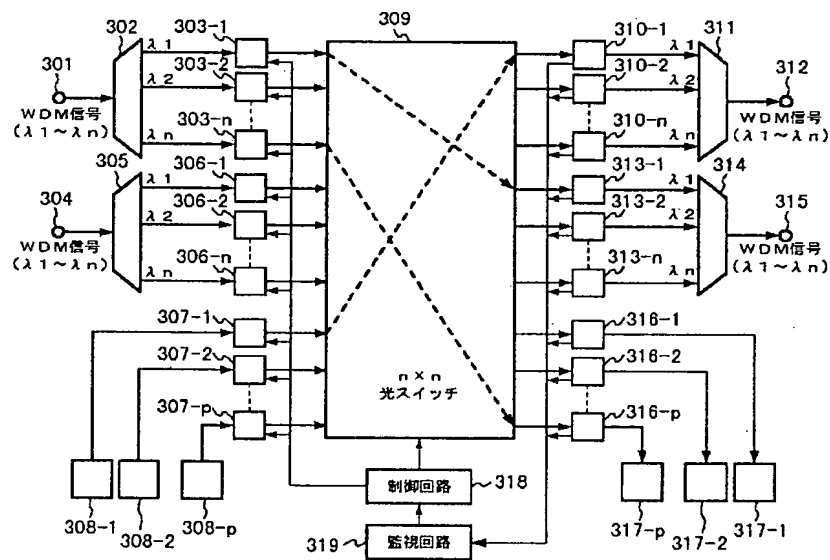 302
λ1
303-1
309
310-1
λ1
311
301
λ2
303-2
310-2
λ2
312
WDM信号
(λ1~λn)
303-n
λn
310-n
λn
WDM信号
(λ1~λn)
305
λ1
306-1
313-1
λ1
314
304
λ2
306-2
313-2
λ2
315
WDM信号
(λ1~λn)
306-n
λn
313-n
λn
WDM信号
(λ1~λn)
307-1
316-1
307-2
316-2
n×n
光スイッチ
307-p
316-p
制御回路
318
308-1
308-2
308-p
319
監視回路
317-p
317-2
317-1